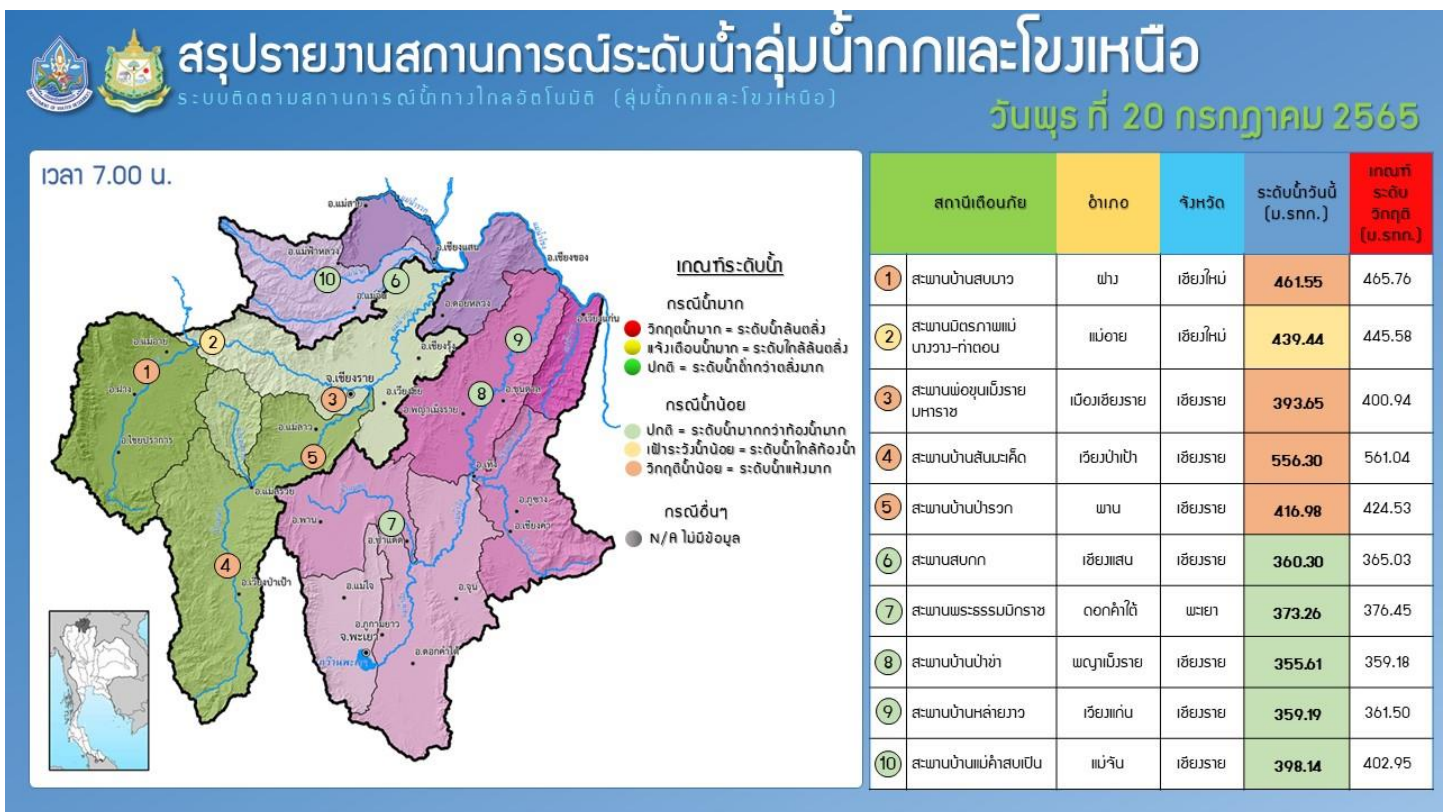 สรุปรายงานสถานการณ์ระดับน้ำลุ่มน้ำกกและโขงเหนือ
ระบบติดตามสถานการณ์น้ำทางไกลอัตโนมัติ (ลุ่มน้ำกกและโขงเหนือ)
วันพุธ ที่ 20 กรกฎาคม 2565
เวลา 7.00 น.
อ.แม่สาย
อ.แม่ฟ้าหลวง
อ.เชียงแสน
อ.เชียงของ
10
6
อ.ดอยหลวง
อ.เวียงแก่น
อ.แม่อาย
2
9
อ.เชียงรุ้ง
1
จ.เชียงราย
อ.ฝาง
3
8
อ.ขุนตาล
อ.พญาเม็งราย
อ.แม่ลาว
อ.ไชยปราการ
5
อ.เทิง
อ.แม่สรวย
อ.ภูซาง
อ.พาน
7
อ.เชียงคำ
อ.ป่าแดด
4
อ.เวียงป่าเป้า
อ.แม่ใจ
อ.จุน
อ.ภูกามยาว
จ.พะเยา
อ.ดอกคำใต้
เกณฑ์ระดับน้ำ
กรณีน้ำมาก
วิกฤตน้ำมาก = ระดับน้ำล้นตลิ่ง
แจ้งเตือนน้ำมาก = ระดับใกล้ล้นตลิ่ง
ปกติ = ระดับน้ำต่ำกว่าตลิ่งมาก
กรณีน้ำน้อย
ปกติ = ระดับน้ำมากกว่าท้องน้ำมาก
เฝ้าระวังน้ำน้อย = ระดับน้ำใกล้ท้องน้ำ
วิกฤติน้ำน้อย = ระดับน้ำแห้งมาก
กรณีอื่นๆ
N/A ไม่มีข้อมูล
สถานีเตือนภัย อำเภอ จังหวัด ระดับน้ำวันนี้ (ม.รทก.) เกณฑ์ระดับวิกฤติ (ม.รทก.)
1 สะพานบ้านสบมาว ฝาง เชียงใหม่ 461.55 465.76
2 สะพานมิตรภาพแม่นางวาง-ท่าตอน แม่อาย เชียงใหม่ 439.44 445.58
3 สะพานพ่อขุนเม็งรายมหาราช เมืองเชียงราย เชียงราย 393.65 400.94
4 สะพานบ้านสันมะเค็ด เวียงป่าเป้า เชียงราย 556.30 561.04
5 สะพานบ้านป่ารวก พาน เชียงราย 416.98 424.53
6 สะพานสบกก เชียงแสน เชียงราย 360.30 365.03
7 สะพานพระธรรมมิกราช ดอกคำใต้ พะเยา 373.26 376.45
8 สะพานบ้านป่าข่า พญาเม็งราย เชียงราย 355.61 359.18
9 สะพานบ้านหล่ายงาว เวียงแก่น เชียงราย 359.19 361.50
10 สะพานบ้านแม่คำสบเปิน แม่จัน เชียงราย 398.14 402.95